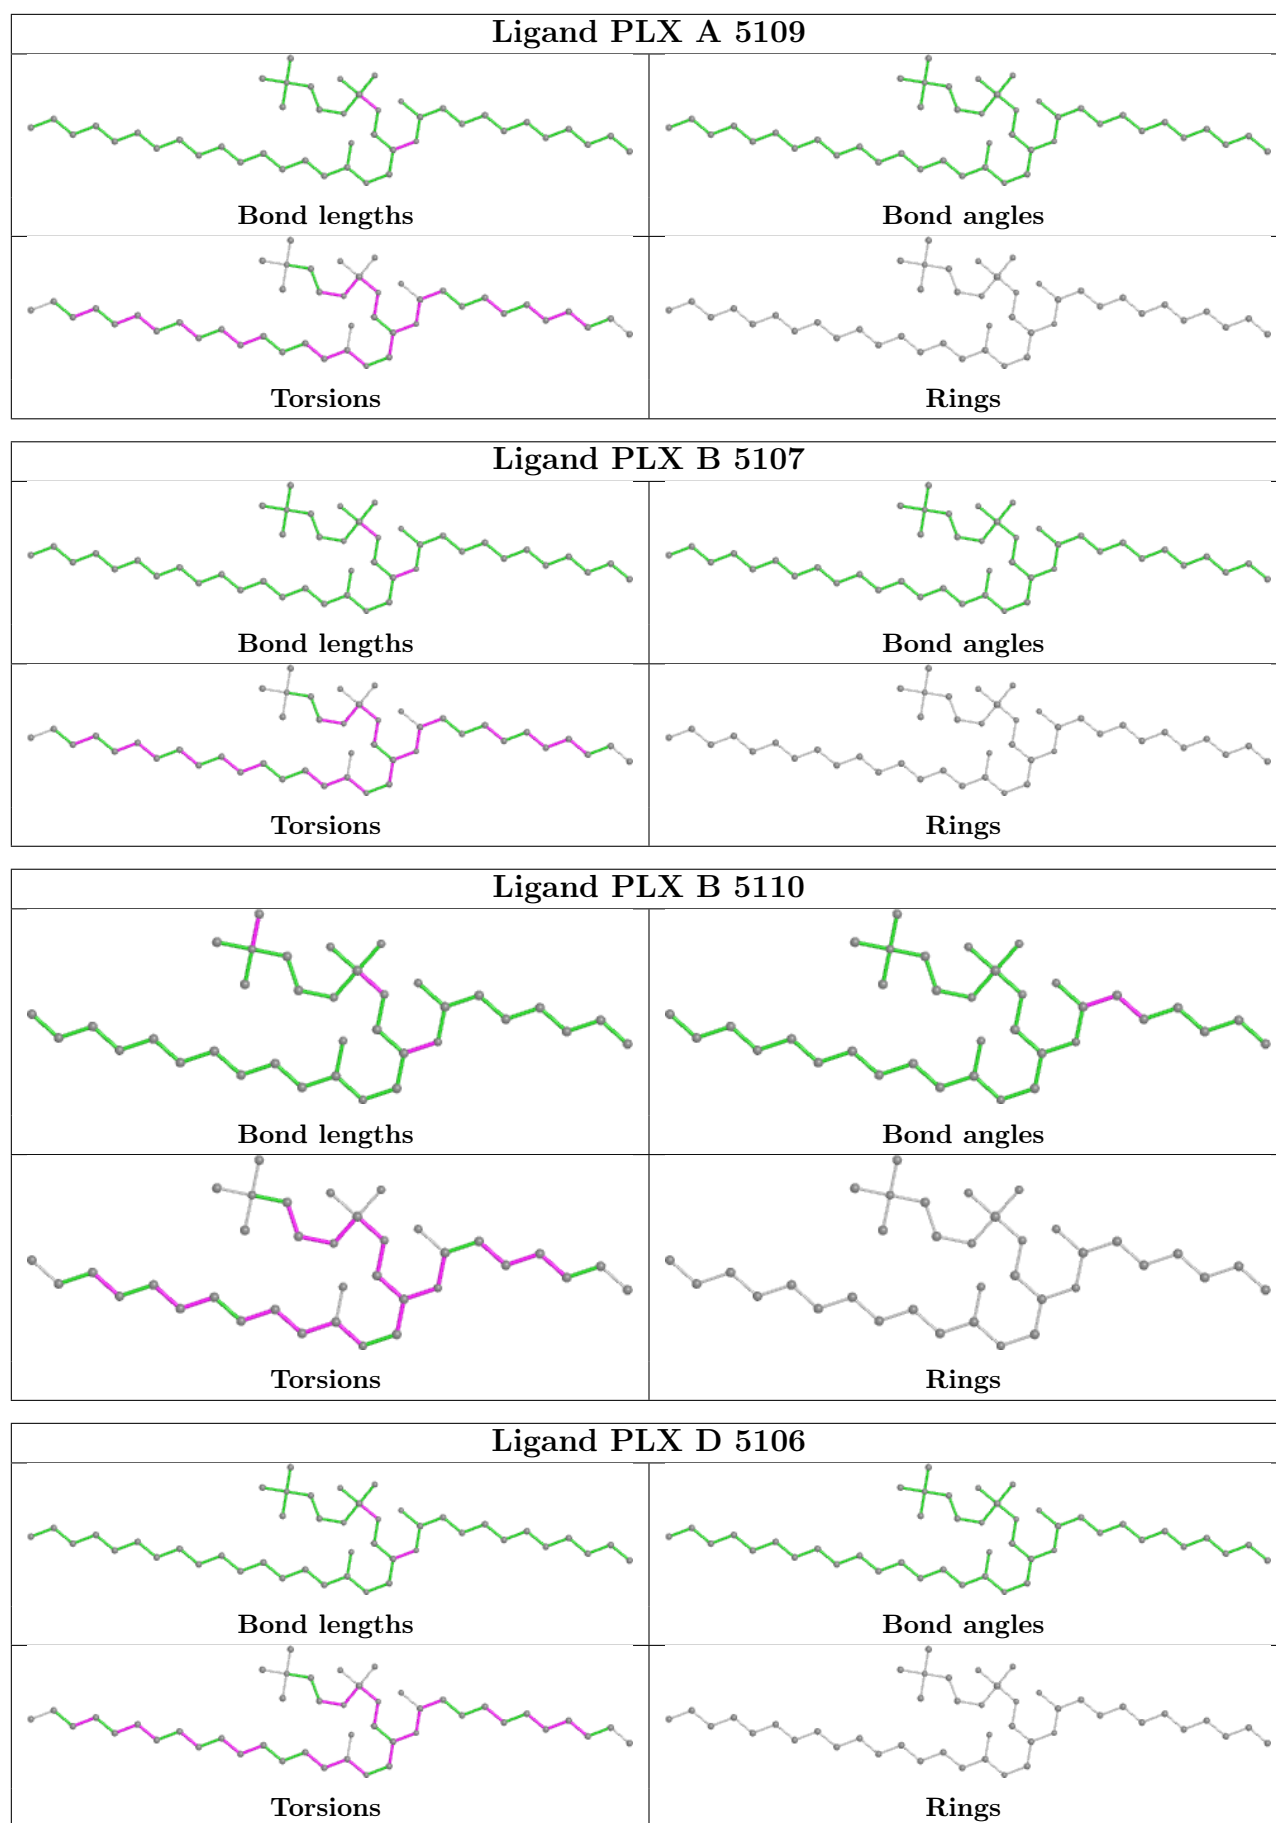 Ligand PLX A 5109
Bond lengths
Bond angles
Torsions
Rings
Ligand PLX B 5107
Bond lengths
Bond angles
Torsions
Rings
Ligand PLX B 5110
Bond lengths
Bond angles
Torsions
Rings
Ligand PLX D 5106
Bond lengths
Bond angles
Torsions
Rings